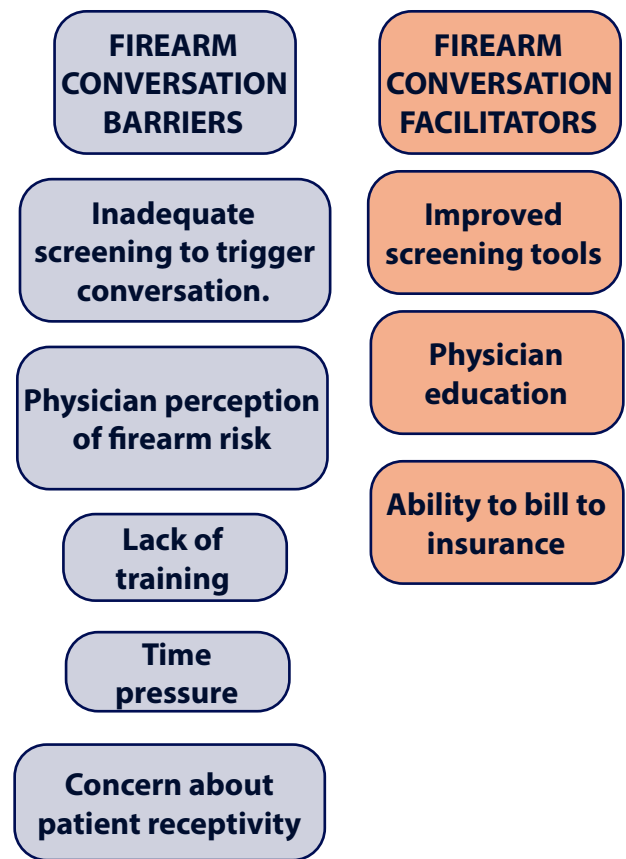 FIREARM
CONVERSATION
BARRIERS
Inadequate
screening to trigger
conversation.
Physician perception
of firearm risk
Lack of
training
Time
pressure
Concern about
patient receptivity
FIREARM
CONVERSATION
FACILITATORS
Improved
screening tools
Physician
education
Ability to bill to
insurance